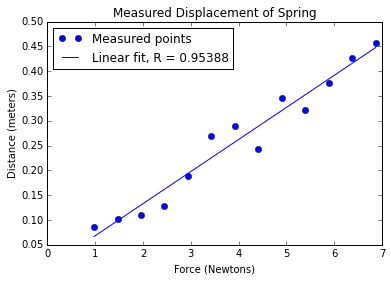 Measured Displacement of Spring
Measured points
Linear fit, R = 0.95388
Distance (meters)
0.50
0.45
0.40
0.35
0.30
0.25
0.20
0.15
0.10
0.05
0 1 2 3 4 5 6 7
Force (Newtons)